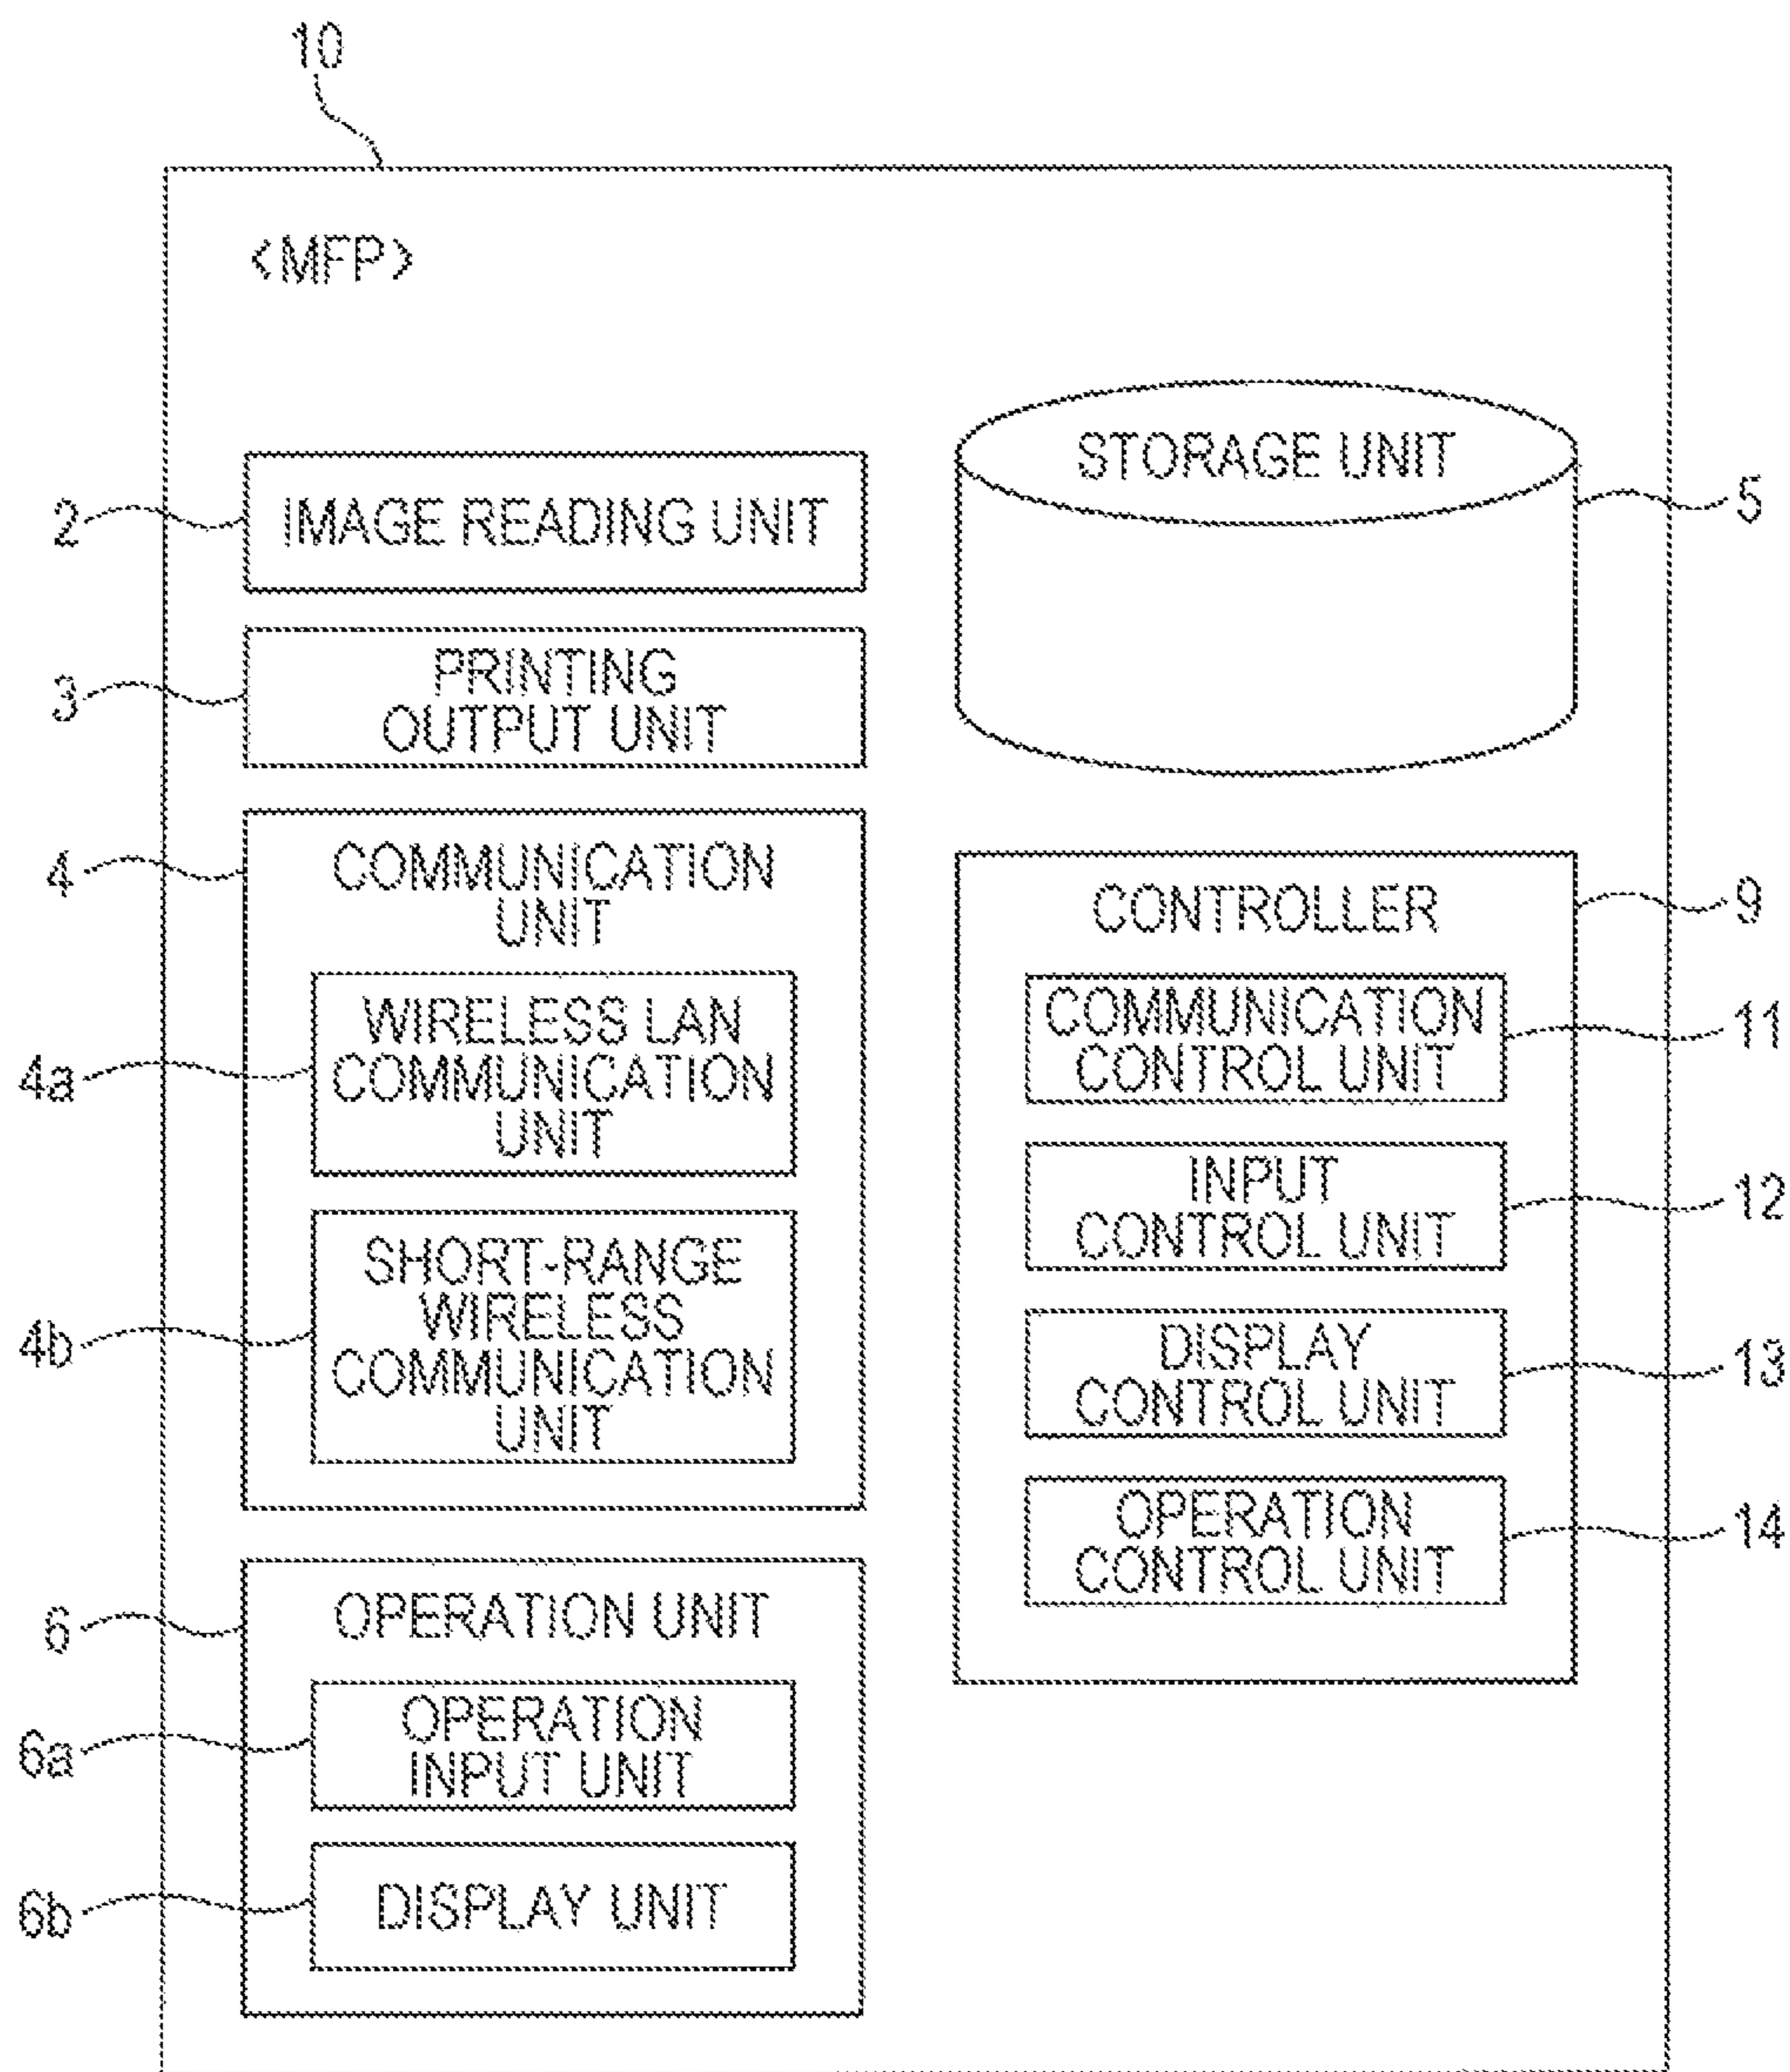 10
<MFP>
2
IMAGE READING UNIT
3
PRINTING
OUTPUT UNIT
4
COMMUNICATION
UNIT
4a
WIRELESS LAN
COMMUNICATION
UNIT
4b
SHORT-RANGE
WIRELESS
COMMUNICATION
UNIT
6
OPERATION UNIT
6a
OPERATION
INPUT UNIT
6b
DISPLAY UNIT
STORAGE UNIT
5
CONTROLLER
9
COMMUNICATION
CONTROL UNIT
11
INPUT
CONTROL UNIT
12
DISPLAY
CONTROL UNIT
13
OPERATION
CONTROL UNIT
14